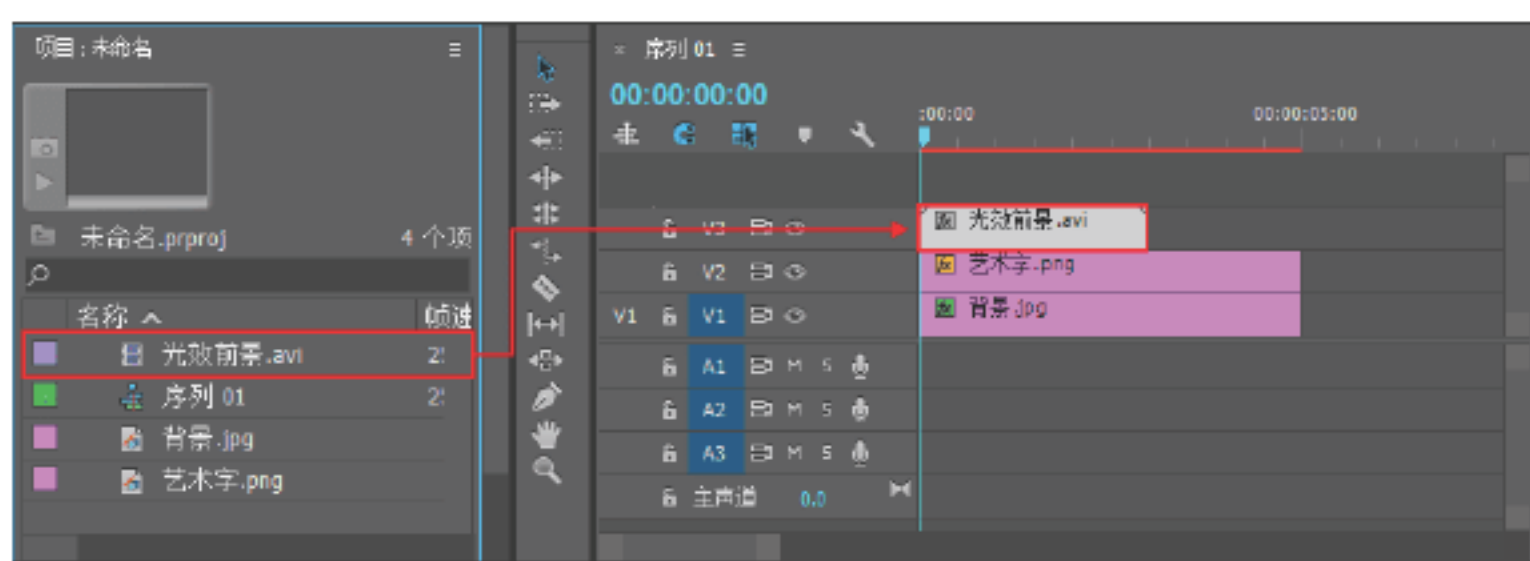 项目:未命名
未命名.prproj
4 个项
名称
帧速
光效前景.avi
序列 01
背景.jpg
艺术字.png
序列 01
00:00:00:00
:00:00
00:00:05:00
V3
fx 光效前景.avi
V2
fx 艺术字.png
V1 V1
fx 背景.jpg
A1 M S
A2 M S
A3 M S
主声道 0.0